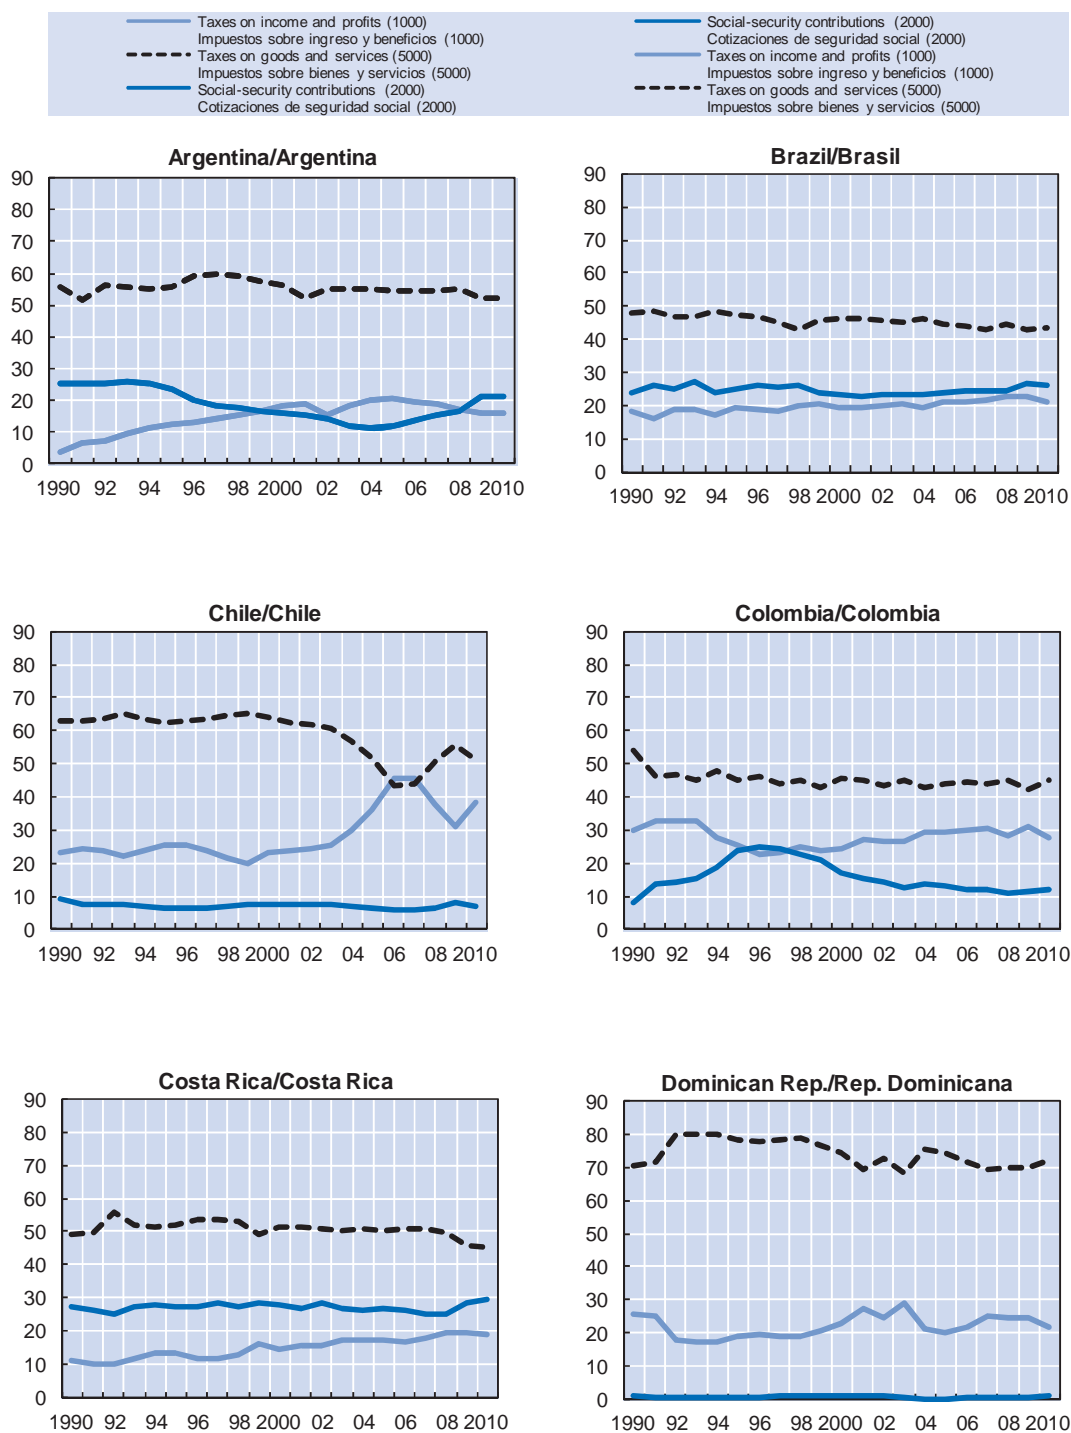 Taxes on income and profits (1000)
Impuestos sobre ingreso y beneficios (1000)
Taxes on goods and services (5000)
Impuestos sobre bienes y servicios (5000)
Social-security contributions (2000)
Cotizaciones de seguridad social (2000)
Social-security contributions (2000)
Cotizaciones de seguridad social (2000)
Taxes on income and profits (1000)
Impuestos sobre ingreso y beneficios (1000)
Taxes on goods and services (5000)
Impuestos sobre bienes y servicios (5000)
Argentina/Argentina
90
80
70
60
50
40
30
20
10
0
1990 92 94 96 98 2000 02 04 06 08 2010
Brazil/Brasil
90
80
70
60
50
40
30
20
10
0
1990 92 94 96 98 2000 02 04 06 08 2010
Chile/Chile
90
80
70
60
50
40
30
20
10
0
1990 92 94 96 98 2000 02 04 06 08 2010
Colombia/Colombia
90
80
70
60
50
40
30
20
10
0
1990 92 94 96 98 2000 02 04 06 08 2010
Costa Rica/Costa Rica
90
80
70
60
50
40
30
20
10
0
1990 92 94 96 98 2000 02 04 06 08 2010
Dominican Rep./Rep. Dominicana
90
80
70
60
50
40
30
20
10
0
1990 92 94 96 98 2000 02 04 06 08 2010